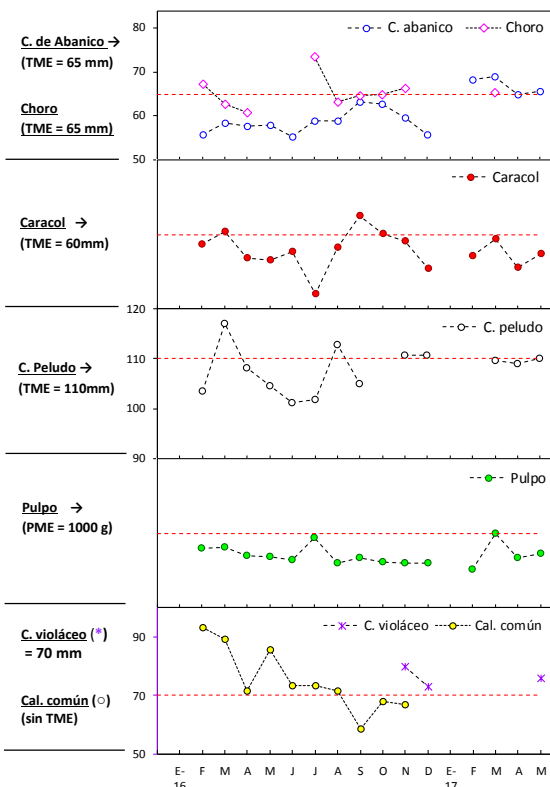 C. de Abanico →
(TME = 65 mm)
Choro
(TME = 65 mm)
80
70
60
50
C. abanico
Choro
Caracol →
(TME = 60mm)
Caracol
C. Peludo →
(TME = 110mm)
120
110
100
90
C. peludo
Pulpo →
(PME = 1000 g)
Pulpo
C. violáceo (*)
= 70 mm
Cal. común (○)
(sin TME)
90
70
50
C. violáceo
Cal. común
E-16 F M A M J J A S O N D E-17 F M A M